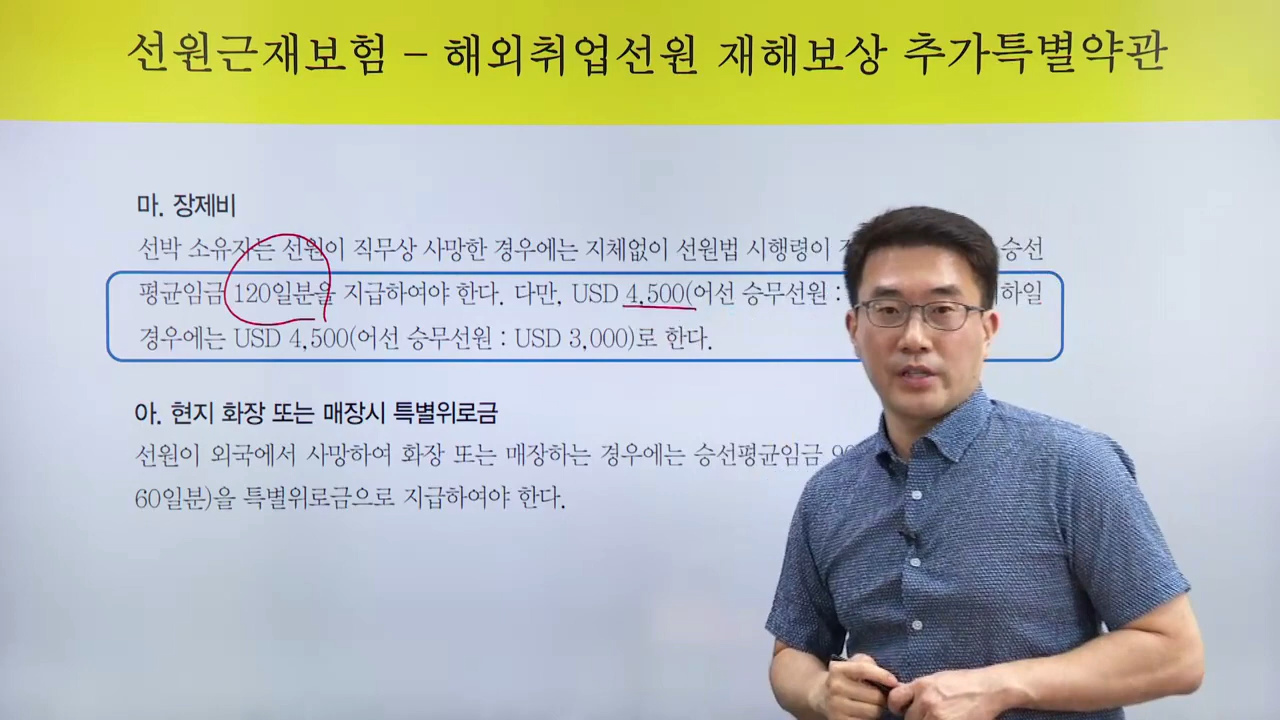 선원근재보험 – 해외취업선원 재해보상 추가특별약관
마. 장제비
선박 소유자는 선원이 직무상 사망한 경우에는 지체없이 선원법 시행령이 승선
평균임금 120일분을 지급하여야 한다. 다만, USD 4,500(어선 승무선원 : 하일
경우에는 USD 4,500(어선 승무선원 : USD 3,000)로 한다.
아. 현지 화장 또는 매장시 특별위로금
선원이 외국에서 사망하여 화장 또는 매장하는 경우에는 승선평균임금
60일분)을 특별위로금으로 지급하여야 한다.